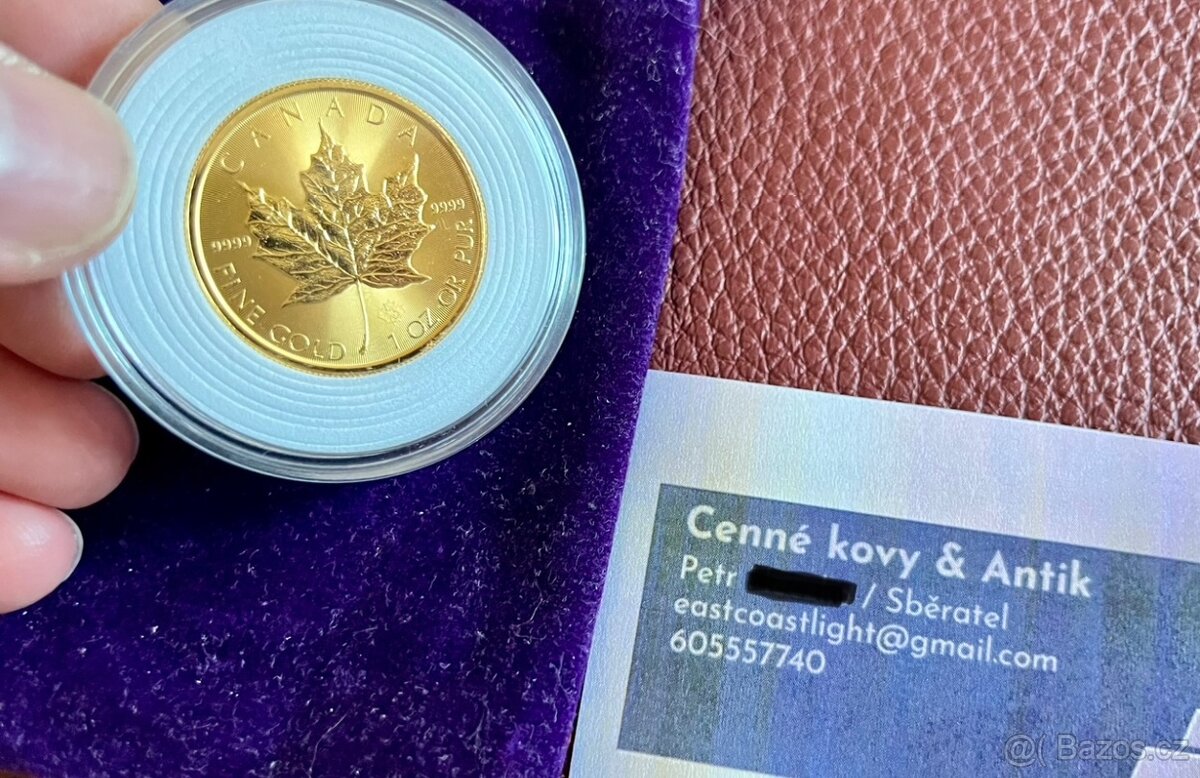 CANADA
9999
9999
FINE GOLD 1 OZ OR PUR
Cenné kovy & Antik
Petr / Sběratel
eastcoastlight@gmail.com
605557740
@( Bazos.cz